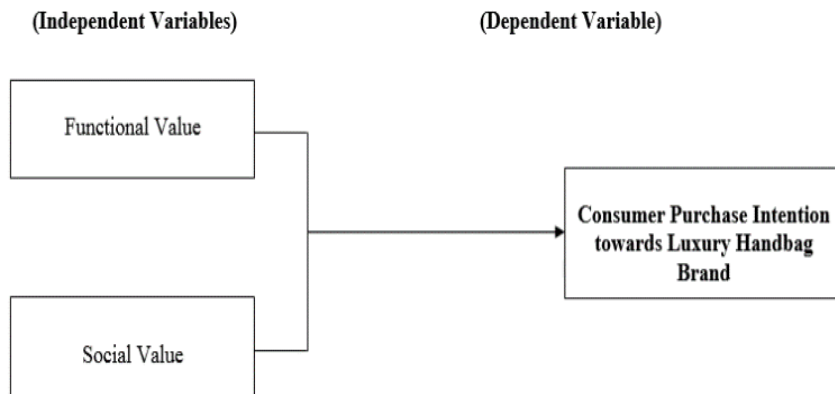 (Independent Variables)
(Dependent Variable)
Functional Value
Consumer Purchase Intention
towards Luxury Handbag
Brand
Social Value